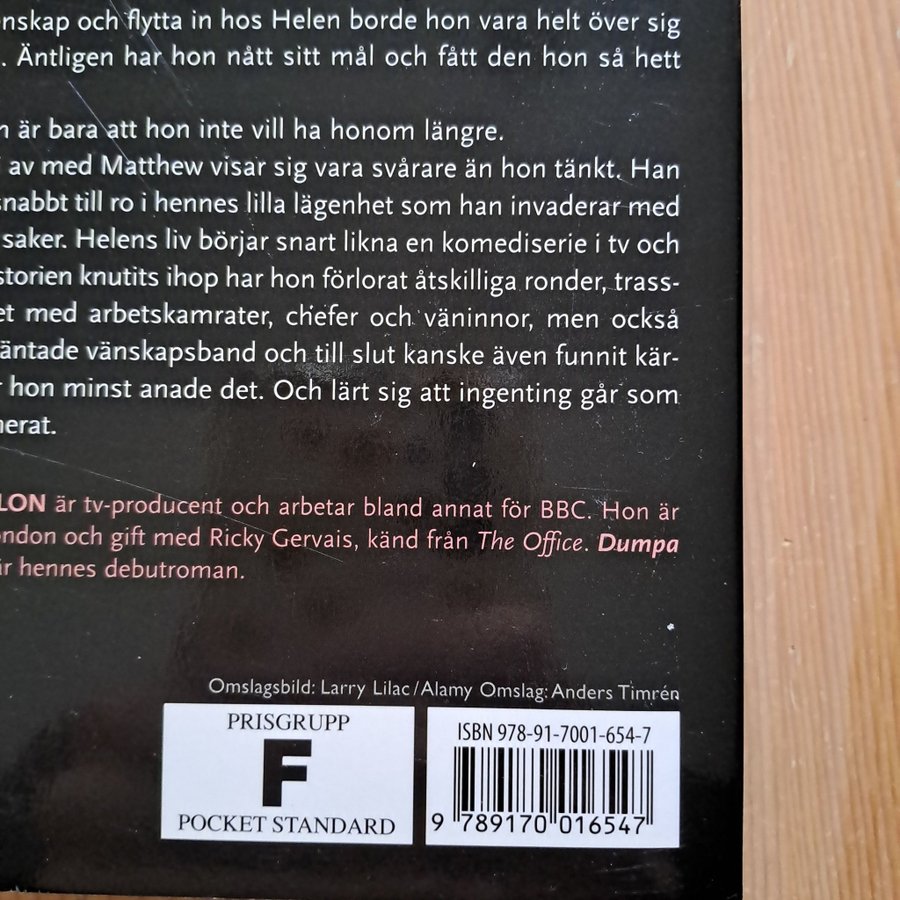 nskap och flytta in hos Helen borde hon vara helt över sig
. Äntligen har hon nått sitt mål och fått den hon så hett
n är bara att hon inte vill ha honom längre.
av med Matthew visar sig vara svårare än hon tänkt. Han
snabbt till ro i hennes lilla lägenhet som han invaderar med
saker. Helens liv börjar snart likna en komediserie i tv och
storien knutits ihop har hon förlorat åtskilliga ronder, trass-
et med arbetskamrater, chefer och väninnor, men också
äntade vänskapsband och till slut kanske även funnit kär-
r hon minst anade det. Och lärt sig att ingenting går som
nerat.
LON är tv-producent och arbetar bland annat för BBC. Hon är
ndon och gift med Ricky Gervais, känd från The Office. Dumpa
är hennes debutroman.
Omslagsbild: Larry Lilac/Alamy Omslag: Anders Timrén
PRISGRUPP
F
POCKET STANDARD
ISBN 978-91-7001-654-7
9 789170 016547